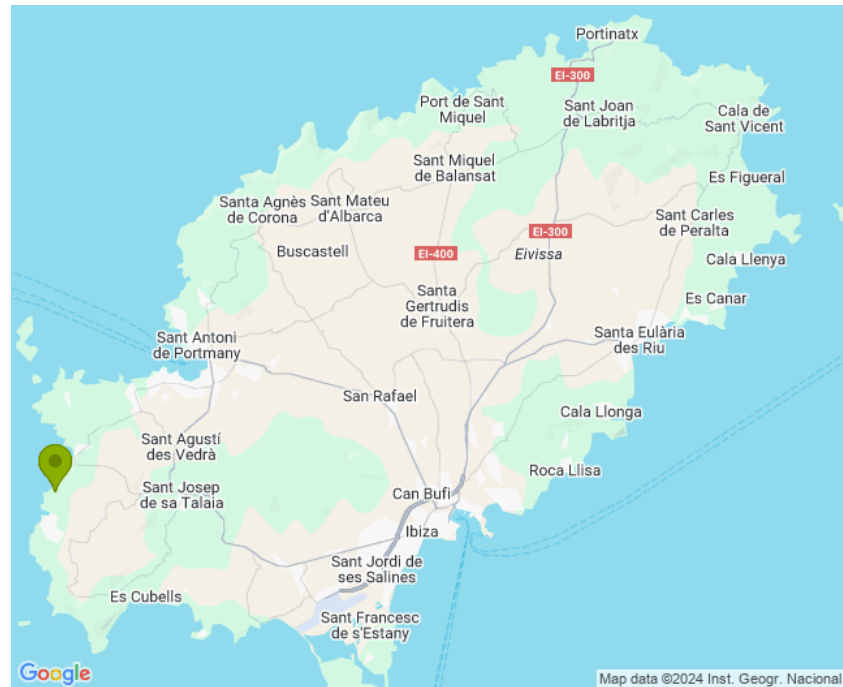 Portinatx
EI-300
Port de Sant
Miquel
Sant Joan
de Labritja
Cala de
Sant Vicent
Sant Miquel
de Balansat
Es Figueral
Santa Agnès
de Corona
Sant Mateu
d'Albarca
Sant Carles
de Peralta
EI-300
Buscastell
EI-400
Eivissa
Cala Llenya
Santa
Gertrudis
de Fruitera
Es Canar
Sant Antoni
de Portmany
Santa Eulària
des Riu
San Rafael
Cala Llonga
Sant Agustí
des Vedrà
Roca Llisa
Sant Josep
de sa Talaia
Can Bufi
Ibiza
Sant Jordi de
ses Salines
Es Cubells
Sant Francesc
de s'Estany
Google
Map data ©2024 Inst. Geogr. Nacional